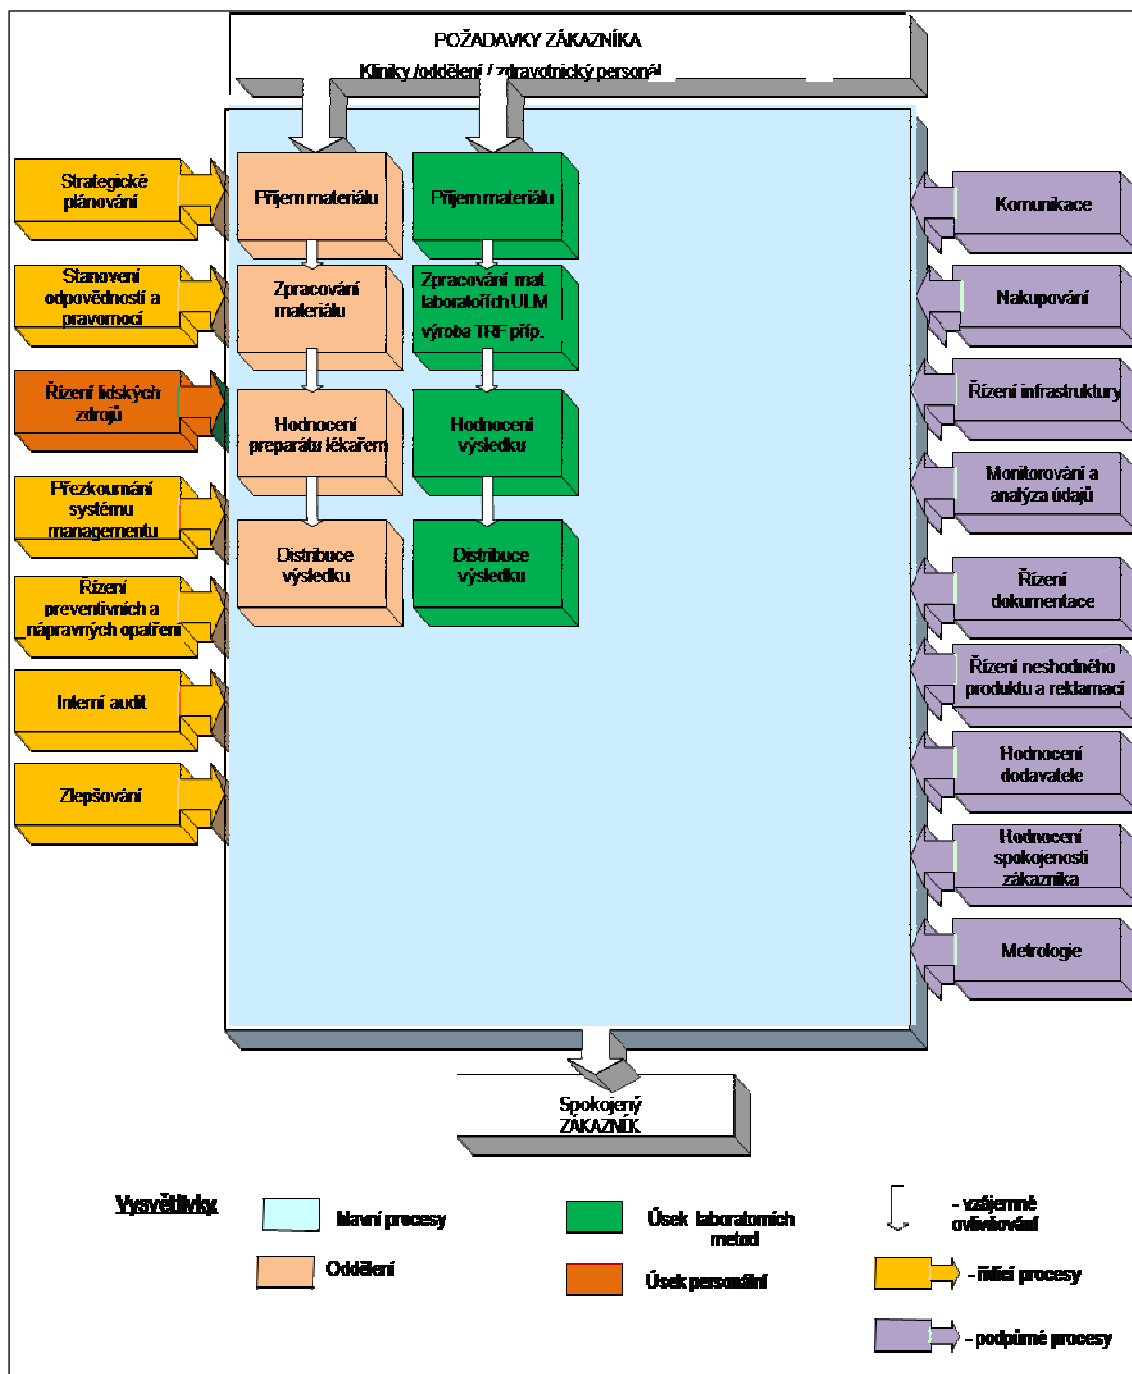 POŽADAVKY ZÁKAZNÍKA
Kliniky /oddělení / zdravotnický personál
Strategické
plánování
Stanovení
odpovědností a
pravomocí
Řízení lidských
zdrojů
Přezkoumání
systému
managementu
Řízení
preventivních a
nápravných opatření
Interní audit
Zlepšování
Příjem materiálu
Zpracování
materiálu
Hodnocení
preparátu lékařem
Distribuce
výsledku
Příjem materiálu
Zpracování mat.
laboratořích ULM
výroba TRF příp.
Hodnocení
výsledku
Distribuce
výsledku
Komunikace
Nakupování
Řízení infrastruktury
Monitorování a
analýza údajů
Řízení
dokumentace
Řízení neshodného
produktu a reklamací
Hodnocení
dodavatele
Hodnocení
spokojenosti
zákazníka
Metrologie
Spokojený
ZÁKAZNÍK
Vysvětlivky
hlavní procesy
Oddělení
Úsek laboratorních
metod
Úsek personální
- vzájemné
ovlivňování
- řídící procesy
- podpůrné procesy